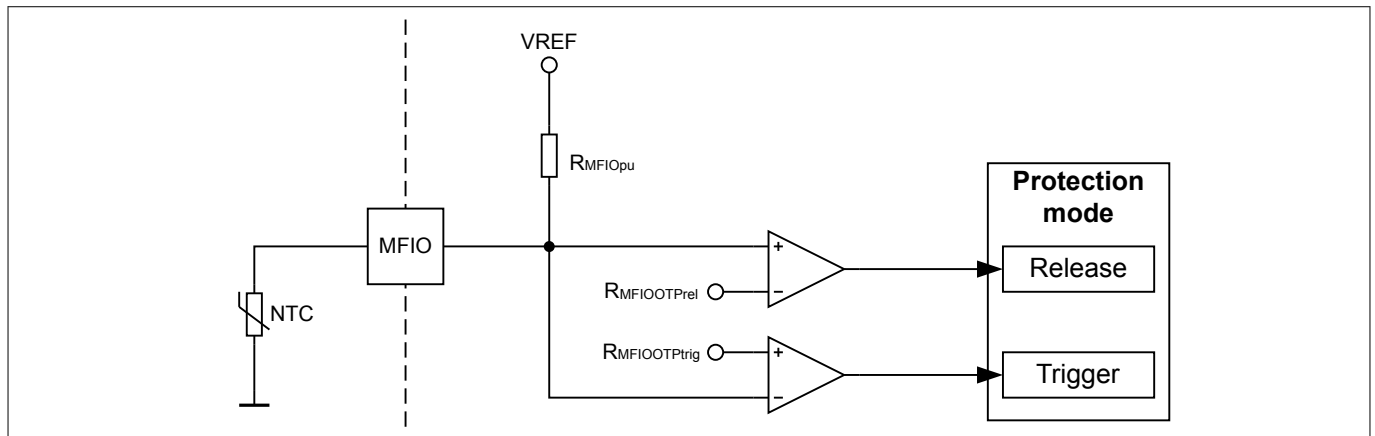 VREF
RMFIOpu
Protection
mode
MFIO
Release
RMFIOOTPrel
+
−
NTC
RMFIOOTPtrig
+
−
Trigger